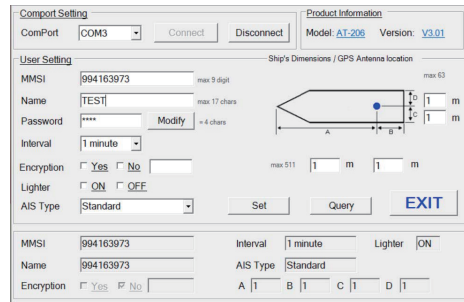 Comport Setting
ComPort COM3 Connect Disconnect
Product Information
Model: AT-206 Version: V3.01
User Setting
MMSI 994163973 max 9 digit
Name TEST max 17 chars
Password **** Modify = 4 chars
Interval 1 minute
Encryption Yes No
Lighter ON OFF
AIS Type Standard
Ship's Dimensions / GPS Antenna location
max 63
D 1 m
C 1 m
A B
max 511 1 m 1 m
Set Query EXIT
MMSI 994163973 Interval 1 minute Lighter ON
Name 994163973 AIS Type Standard
Encryption Yes No A 1 B 1 C 1 D 1